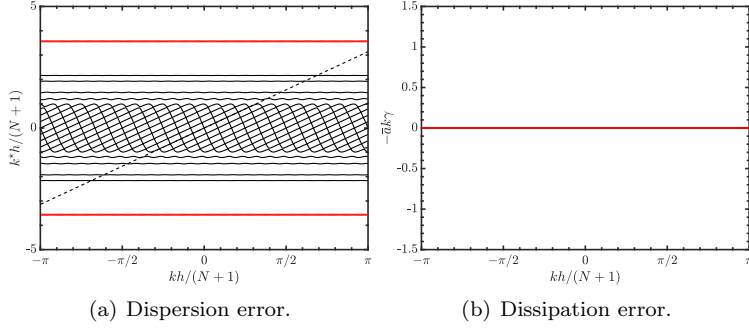 5
0
-5
k*h/(N + 1)
−π
−π/2
0
π/2
π
kh/(N + 1)
1.5
1
0.5
0
-0.5
-1
-1.5
−ākγ
−π
−π/2
0
π/2
π
kh/(N + 1)
(a) Dispersion error.
(b) Dissipation error.